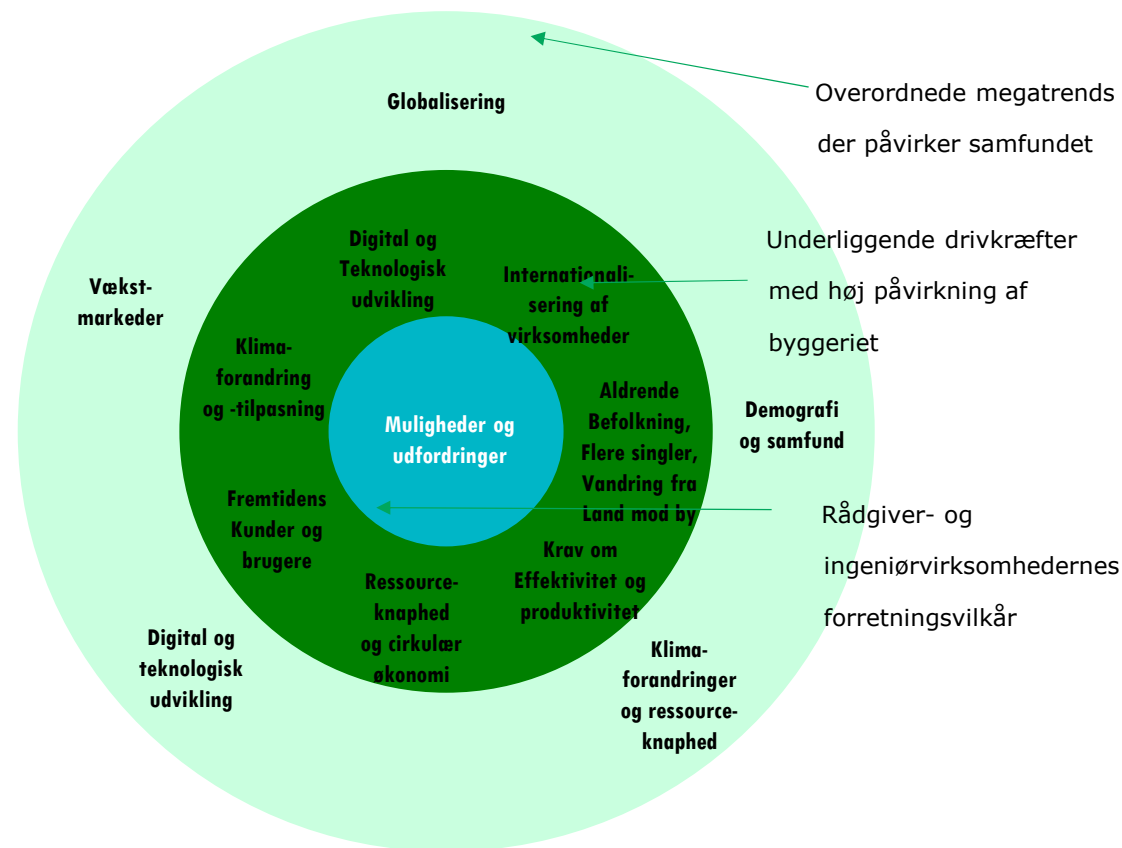 Globalisering
Overordnede megatrends
der påvirker samfundet
Digital og
Teknologisk
udvikling
Internationali-
sering af
virksomheder
Underliggende drivkræfter
med høj påvirkning af
byggeriet
Vækst-
markeder
Klima-
forandring
og -tilpasning
Muligheder og
udfordringer
Aldrende
Befolkning,
Flere singler,
Vandring fra
Land mod by
Demografi
og samfund
Fremtidens
Kunder og
brugere
Ressource-
knaphed
og cirkulær
økonomi
Krav om
Effektivitet og
produktivitet
Rådgiver- og
ingeniørvirksomhedernes
forretningsvilkår
Digital og
teknologisk
udvikling
Klima-
forandringer
og ressource-
knaphed